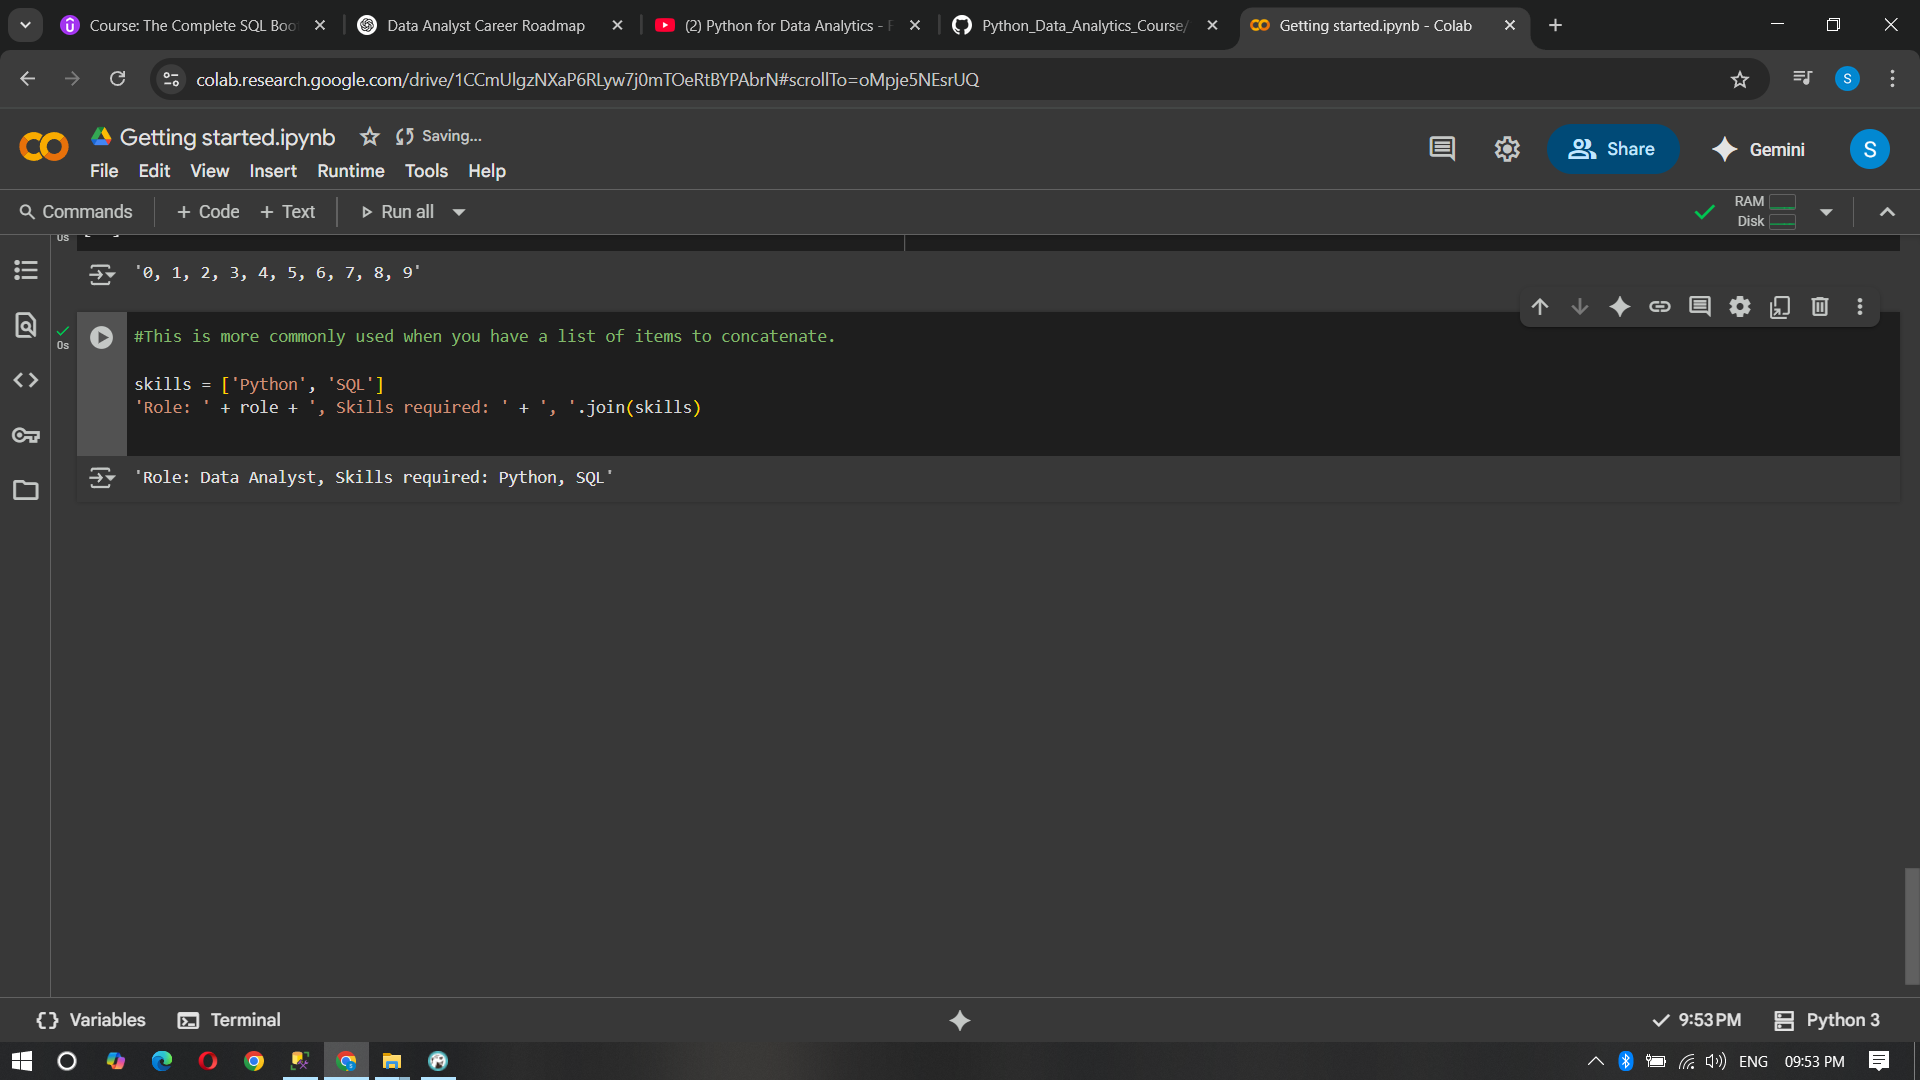 Course: The Complete SQL Boo
Data Analyst Career Roadmap
(2) Python for Data Analytics -
Python_Data_Analytics_Course/
Getting started.ipynb - Colab
colab.research.google.com/drive/1CCmUlgzNXaP6RLyw7j0mTOeRtBYPAbrN#scrollTo=oMpje5NEsrUQ
S
Getting started.ipynb
Saving...
File Edit View Insert Runtime Tools Help
Share
Gemini
S
Commands
+ Code + Text
Run all
RAM
Disk
0s
'0, 1, 2, 3, 4, 5, 6, 7, 8, 9'
0s
#This is more commonly used when you have a list of items to concatenate.
skills = ['Python', 'SQL']
'Role: ' + role + ', Skills required: ' + ', '.join(skills)
'Role: Data Analyst, Skills required: Python, SQL'
Variables
Terminal
9:53 PM
Python 3
ENG
09:53 PM